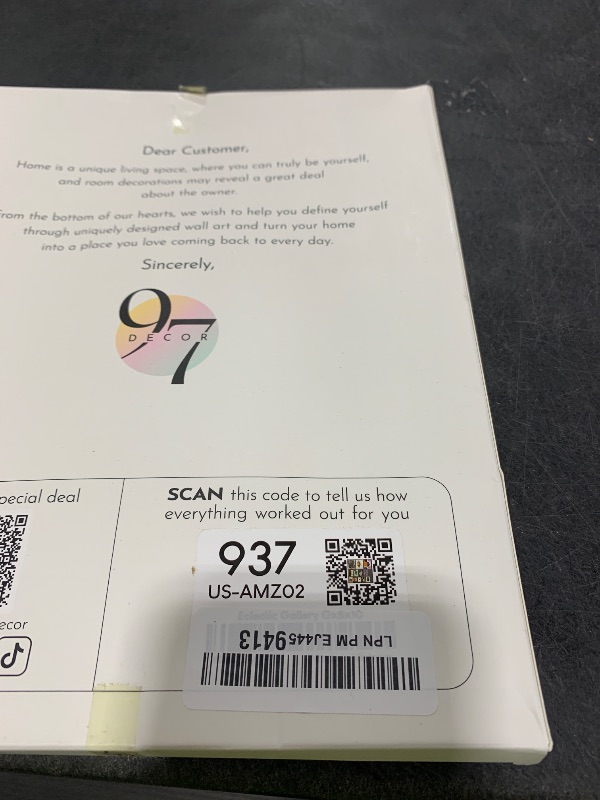 Dear Customer,
Home is a unique living space, where you can truly be yourself,
and room decorations may reveal a great deal
about the owner.
from the bottom of our hearts, we wish to help you define yourself
through uniquely designed wall art and turn your home
into a place you love coming back to every day.
Sincerely,
97
DECOR
pecial deal
ecor
SCAN this code to tell us how
everything worked out for you
937
US-AMZ02
Eclectic Gallery
LPN PM EJ4459413